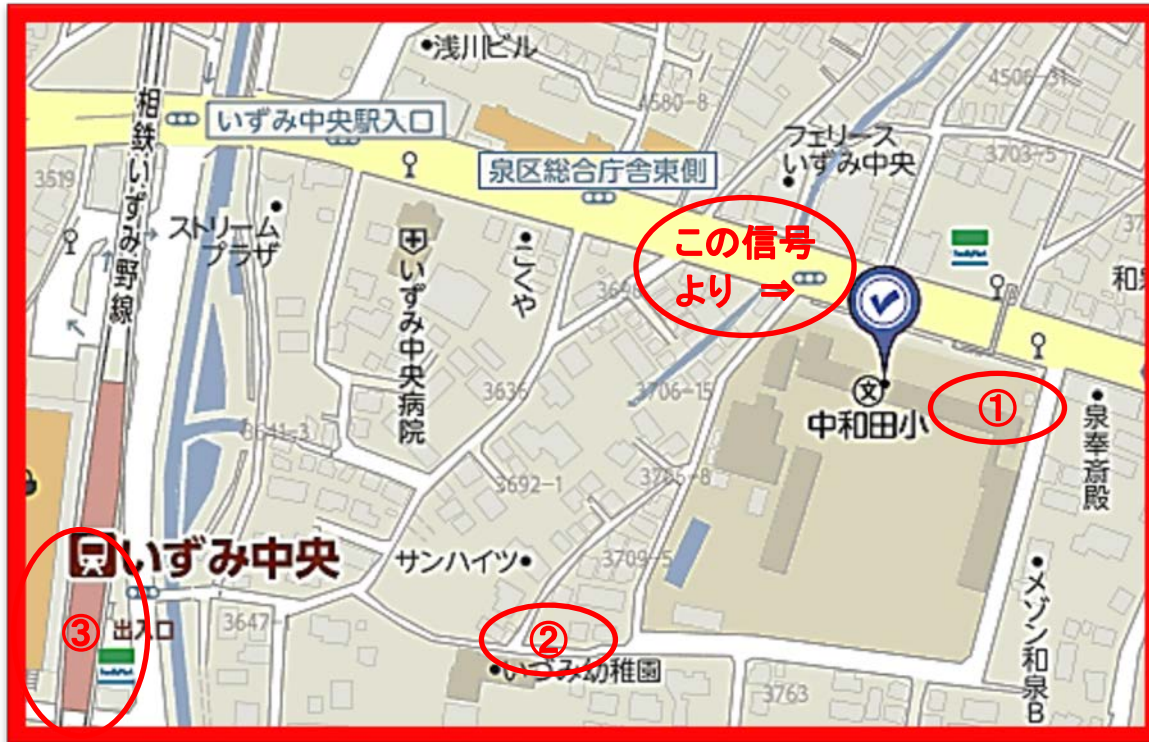 浅川ビル
4506-31
4580-8
いずみ中央駅入口
相鉄いずみ野線
フェリース
いずみ中央
3703-5
泉区総合庁舎東側
3519
ストリーム
プラザ
いずみ中央病院
こくや
この信号
より ⇒
FamilyMart
文
中和田小
①
3636
3706-15
泉奉斎殿
3641-3
3692-1
いずみ中央
サンハイツ
3709-5
メゾン和泉B
③
出入口
3647-1
②
FamilyMart
いづみ幼稚園
3763